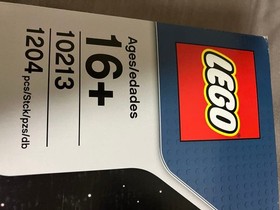 LEGO
Ages/edades
16+
10213
1204 pcs/Stck/pzs/db